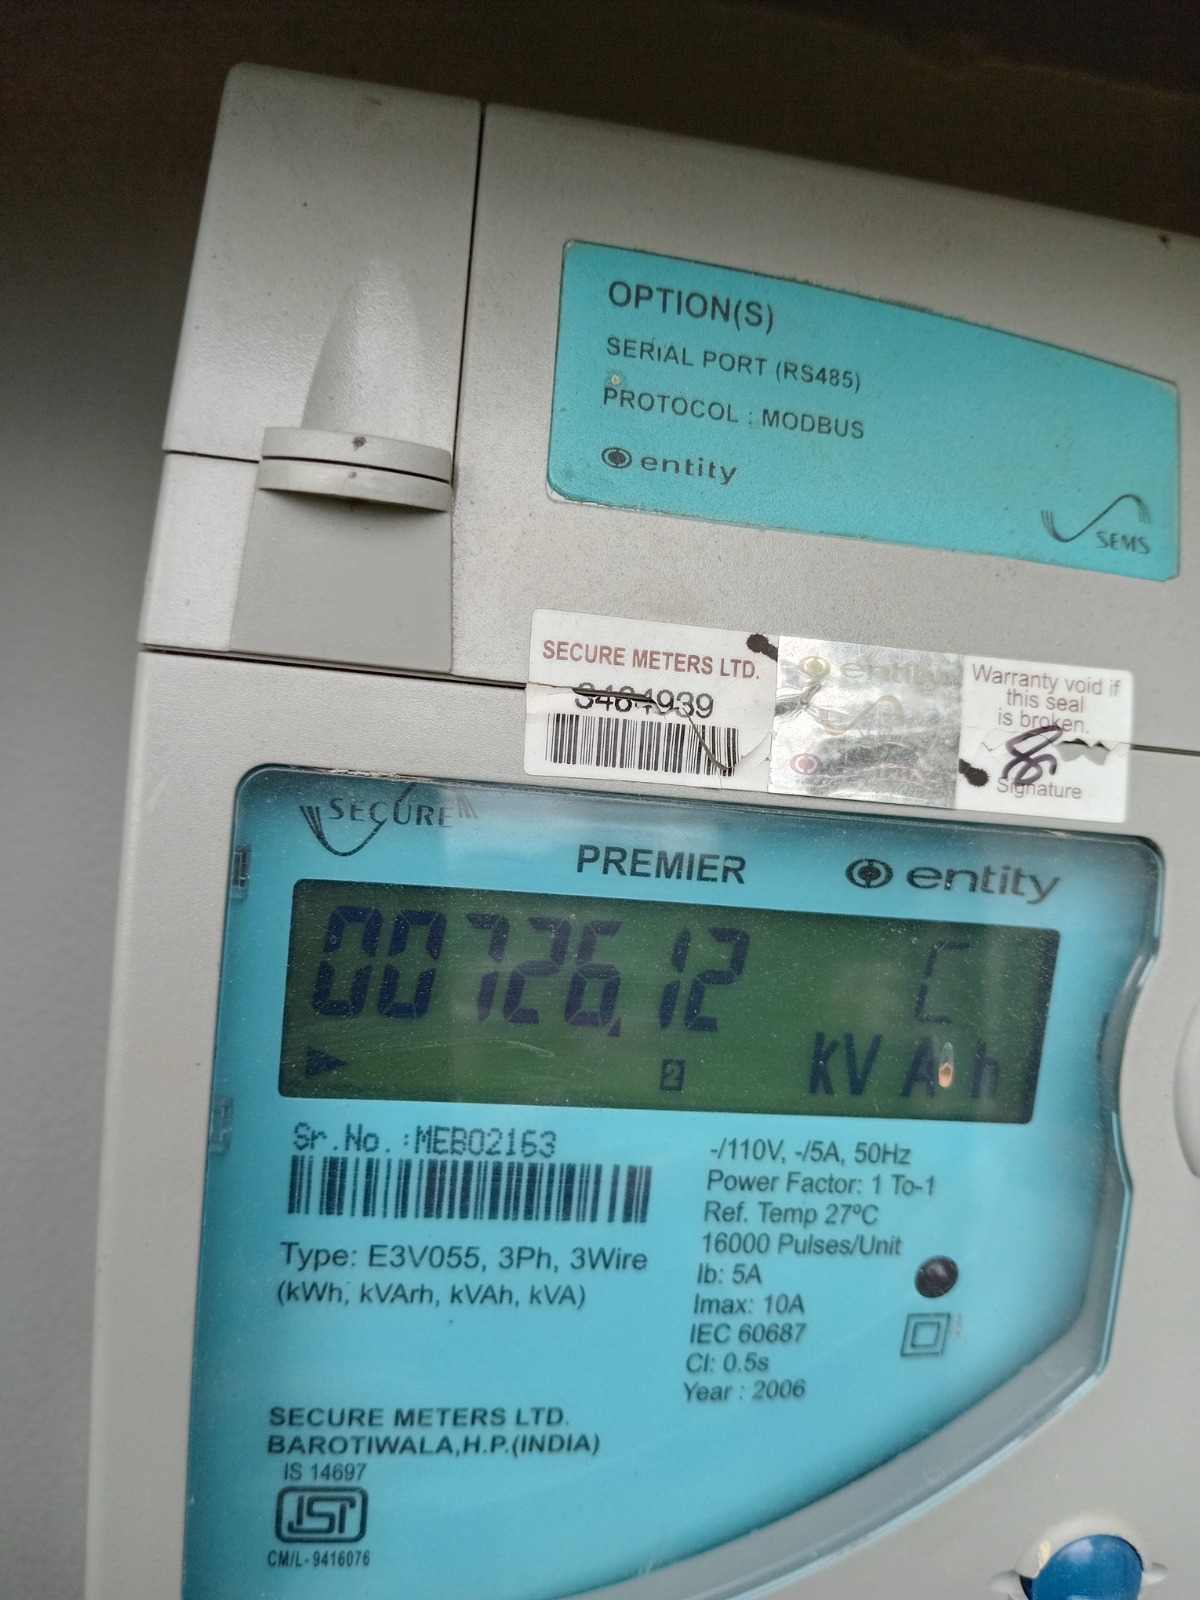 OPTION(S)
SERIAL PORT (RS485)
PROTOCOL : MODBUS
entity
SEMS
SECURE METERS LTD.
entity
Warranty void if
this seal
is broken.
Signature
SECURE
PREMIER
entity
00726.12 C
2 kVAh
Sr.No.:MEB02163
Type: E3V055, 3Ph, 3Wire
(kWh, kVArh, kVAh, kVA)
-/110V, -/5A, 50Hz
Power Factor: 1 To-1
Ref. Temp 27ºC
16000 Pulses/Unit
Ib: 5A
Imax: 10A
IEC 60687
Cl: 0.5s
Year : 2006
SECURE METERS LTD.
BAROTIWALA,H.P.(INDIA)
IS 14697
ISI
CM/L-9416076